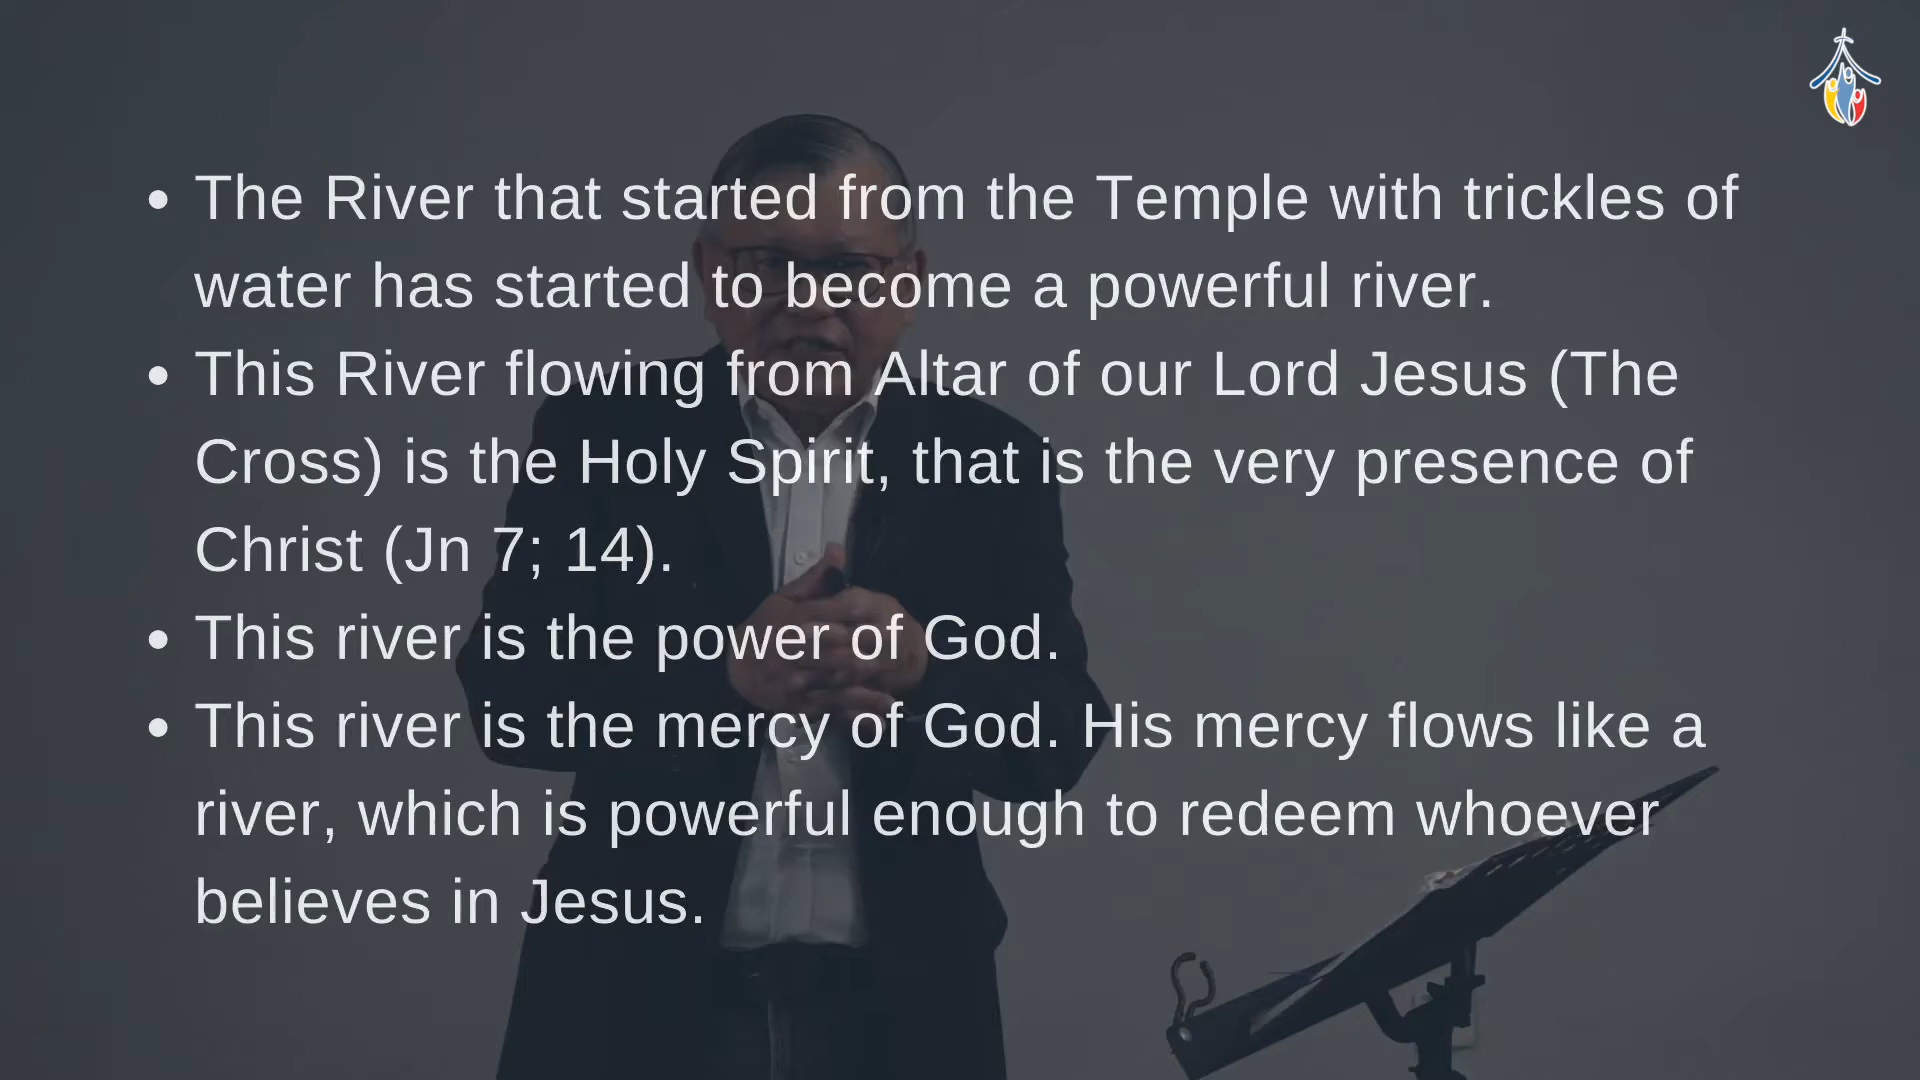 • The River that started from the Temple with trickles of
water has started to become a powerful river.
• This River flowing from Altar of our Lord Jesus (The
Cross) is the Holy Spirit, that is the very presence of
Christ (Jn 7; 14).
• This river is the power of God.
• This river is the mercy of God. His mercy flows like a
river, which is powerful enough to redeem whoever
believes in Jesus.